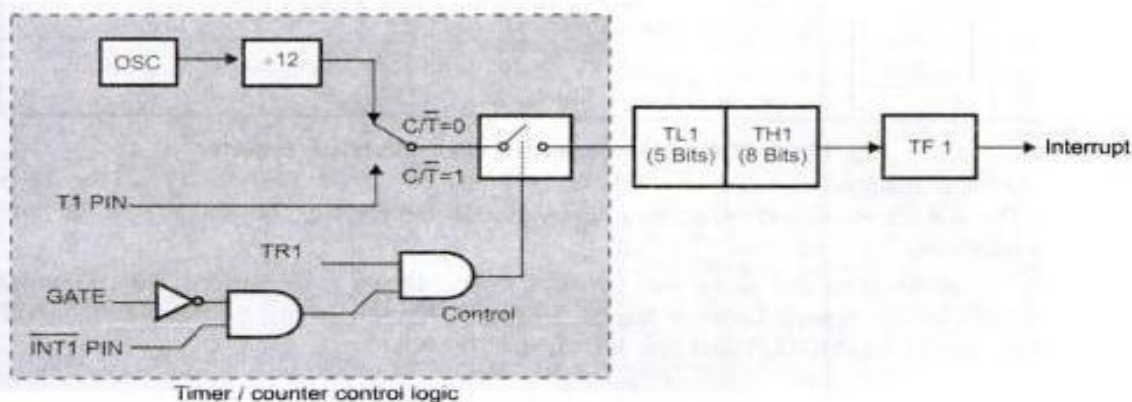 OSC
÷12
C/T̅=0
C/T̅=1
T1 PIN
TR1
GATE
I̅N̅T̅1̅ PIN
Control
TL1
(5 Bits)
TH1
(8 Bits)
TF 1
Interrupt
Timer / counter control logic